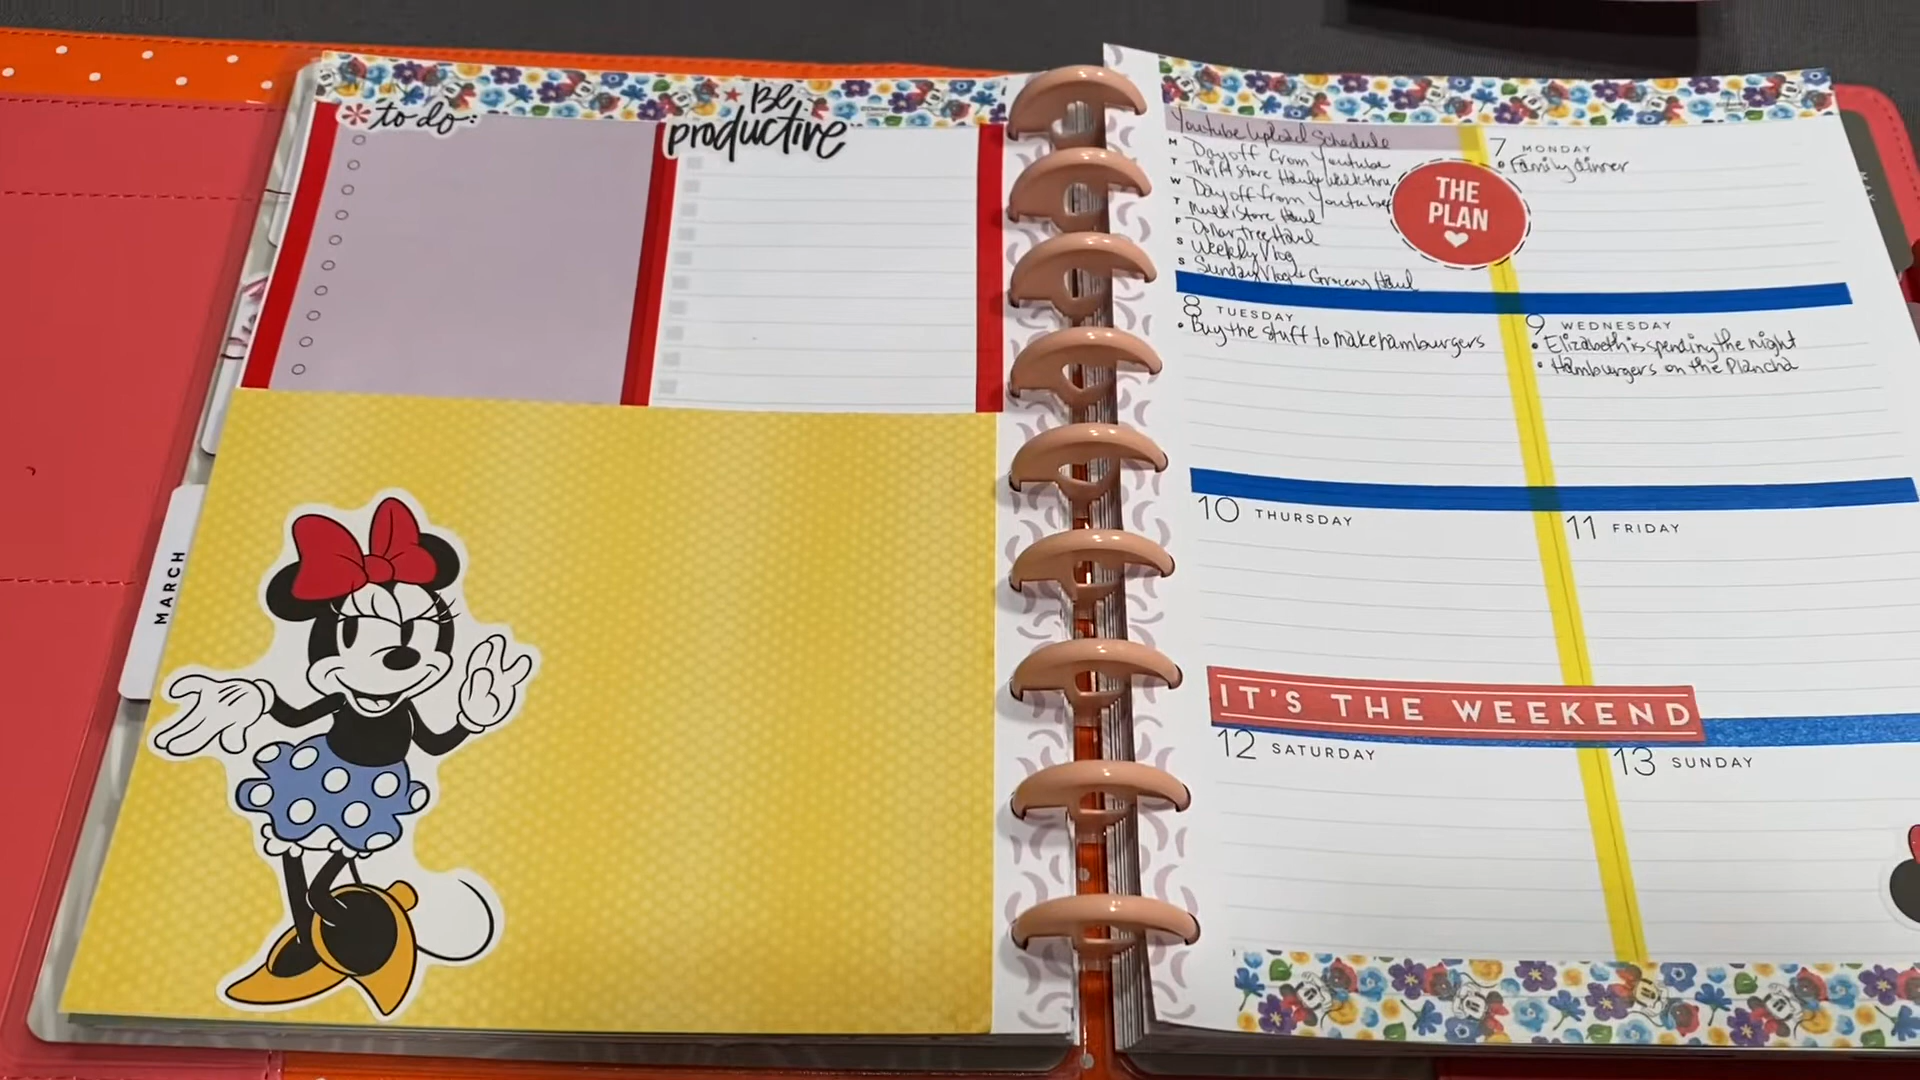 to do:
Be
productive
MARCH
Youtube Upload Schedule
M Day off from Youtube
T Thrift store Haul & Walk thru
W Day off from Youtube
T Multi Store Haul
F Dollar tree Haul
S Weekly Vlog
S Sunday Vlog & Grocery Haul
THE
PLAN
7 MONDAY
• Family dinner
8 TUESDAY
• Buy the stuff to make hamburgers
9 WEDNESDAY
• Elizabeth is spending the night
• Hamburgers on the Plancha
10 THURSDAY
11 FRIDAY
IT'S THE WEEKEND
12 SATURDAY
13 SUNDAY